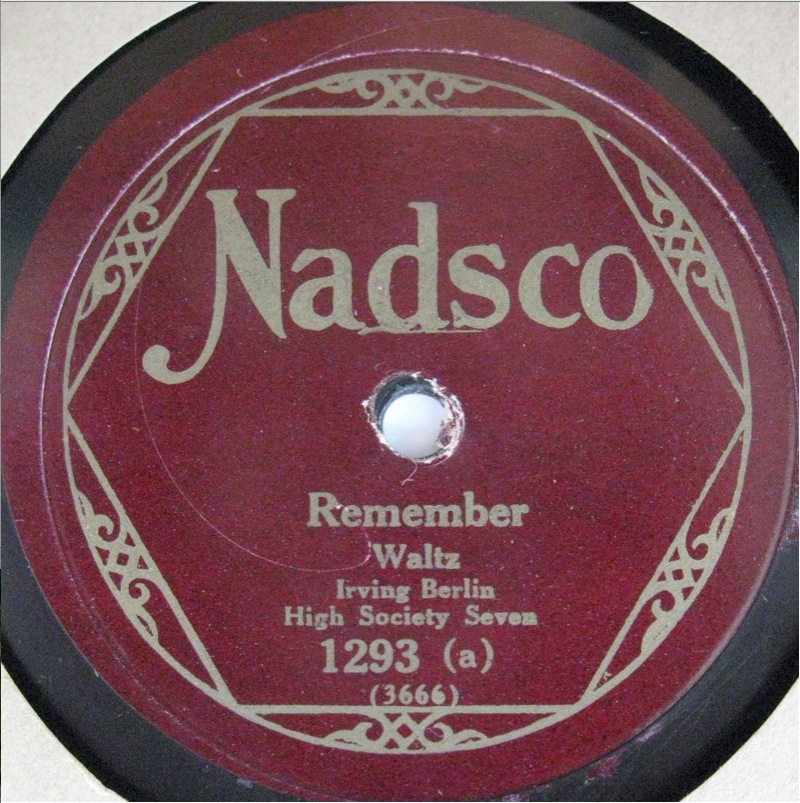 Nadsco
Remember
Waltz
Irving Berlin
High Society Seven
1293 (a)
(3666)